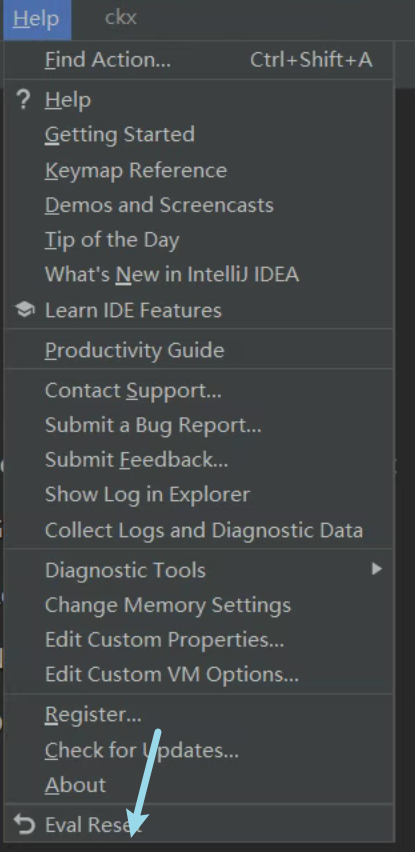 Help ckx
Find Action... Ctrl+Shift+A
? Help
Getting Started
Keymap Reference
Demos and Screencasts
Tip of the Day
What's New in IntelliJ IDEA
Learn IDE Features
Productivity Guide
Contact Support...
Submit a Bug Report...
Submit Feedback...
Show Log in Explorer
Collect Logs and Diagnostic Data
Diagnostic Tools
Change Memory Settings
Edit Custom Properties...
Edit Custom VM Options...
Register...
Check for Updates...
About
Eval Reset